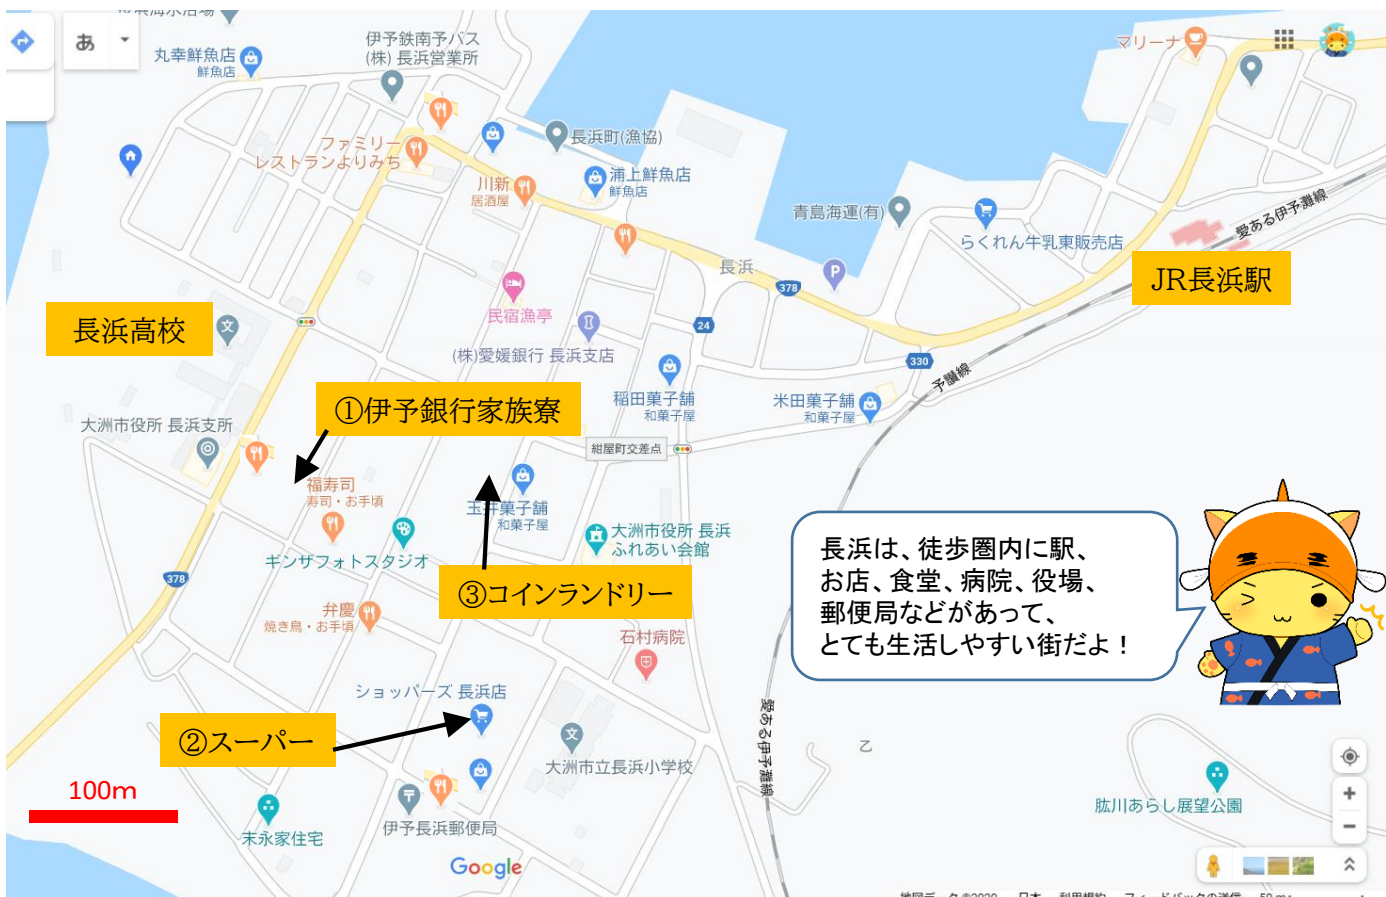 あ
丸幸鮮魚店
鮮魚店
伊予鉄南予バス
(株) 長浜営業所
マリーナ
ファミリー
レストランよりみち
長浜町(漁協)
川新
居酒屋
浦上鮮魚店
鮮魚店
青島海運(有)
らくれん牛乳東販売店
愛ある伊予灘線
JR長浜駅
長浜
378
P
民宿漁亭
24
長浜高校
文
(株)愛媛銀行 長浜支店
330
予讃線
稲田菓子舗
和菓子屋
米田菓子舗
和菓子屋
①伊予銀行家族寮
大洲市役所 長浜支所
紺屋町交差点
福寿司
寿司・お手頃
玉井菓子舗
和菓子屋
大洲市役所 長浜
ふれあい会館
ギンザフォトスタジオ
378
③コインランドリー
長浜は、徒歩圏内に駅、
お店、食堂、病院、役場、
郵便局などがあって、
とても生活しやすい街だよ！
弁慶
焼き鳥・お手頃
石村病院
ショッパーズ 長浜店
②スーパー
愛ある伊予灘線
文
乙
大洲市立長浜小学校
100m
肱川あらし展望公園
末永家住宅
伊予長浜郵便局
Google